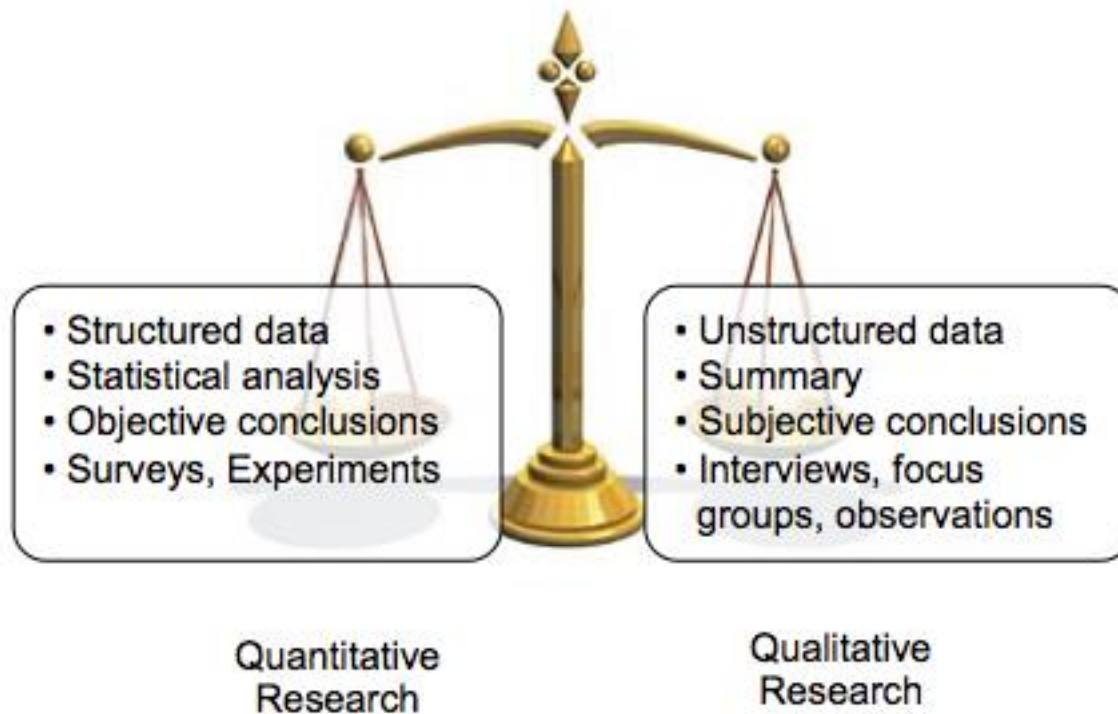 • Structured data
• Statistical analysis
• Objective conclusions
• Surveys, Experiments
• Unstructured data
• Summary
• Subjective conclusions
• Interviews, focus
groups, observations
Quantitative
Research
Qualitative
Research